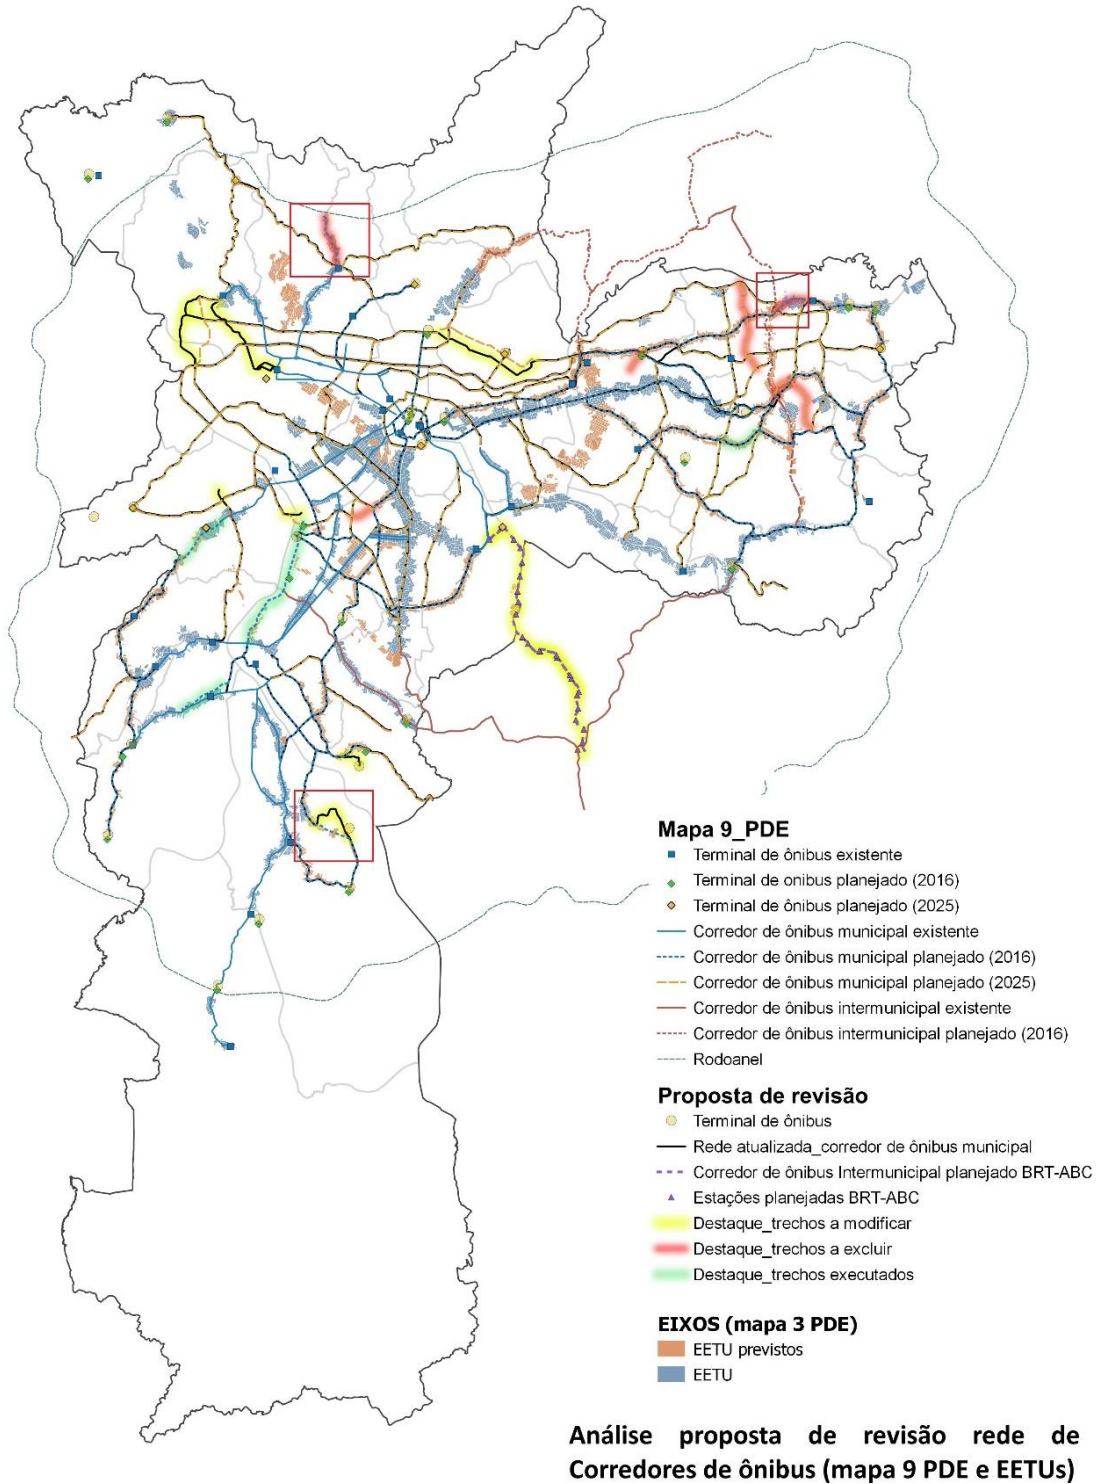 Mapa 9_PDE
Terminal de ônibus existente
Terminal de ônibus planejado (2016)
Terminal de ônibus planejado (2025)
Corredor de ônibus municipal existente
Corredor de ônibus municipal planejado (2016)
Corredor de ônibus municipal planejado (2025)
Corredor de ônibus intermunicipal existente
Corredor de ônibus intermunicipal planejado (2016)
Rodoanel
Proposta de revisão
Terminal de ônibus
Rede atualizada_corredor de ônibus municipal
Corredor de ônibus Intermunicipal planejado BRT-ABC
Estações planejadas BRT-ABC
Destaque_trechos a modificar
Destaque_trechos a excluir
Destaque_trechos executados
EIXOS (mapa 3 PDE)
EETU previstos
EETU
Análise proposta de revisão rede de
Corredores de ônibus (mapa 9 PDE e EETUs)